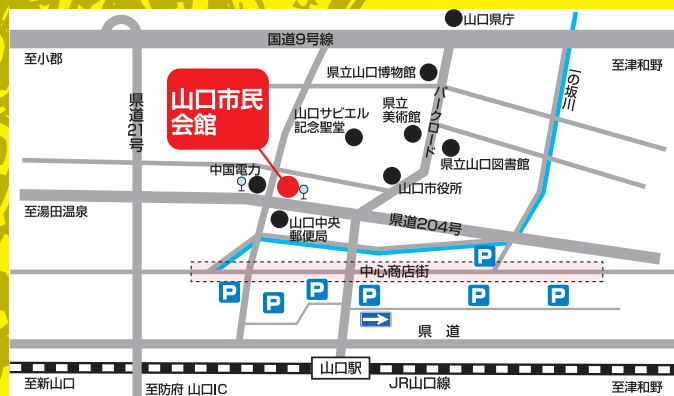 山口県庁
国道9号線
至小郡
至津和野
県立山口博物館
一の坂川
県道21号
山口市民
会館
パークロード
山口サビエル
記念聖堂
県立
美術館
県立山口図書館
中国電力
山口市役所
至湯田温泉
山口中央
郵便局
県道204号
中心商店街
P
P
P
P
P
P
P
県道
山口駅
至新山口
至防府 山口IC
JR山口線
至津和野